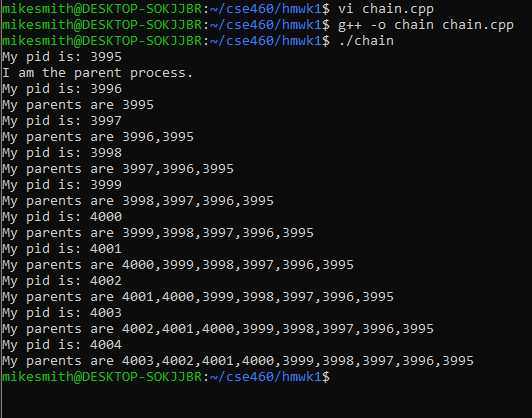 mikesmith@DESKTOP-SOKJJBR:~/cse460/hmwk1$ vi chain.cpp
mikesmith@DESKTOP-SOKJJBR:~/cse460/hmwk1$ g++ -o chain chain.cpp
mikesmith@DESKTOP-SOKJJBR:~/cse460/hmwk1$ ./chain
My pid is: 3995
I am the parent process.
My pid is: 3996
My parents are 3995
My pid is: 3997
My parents are 3996,3995
My pid is: 3998
My parents are 3997,3996,3995
My pid is: 3999
My parents are 3998,3997,3996,3995
My pid is: 4000
My parents are 3999,3998,3997,3996,3995
My pid is: 4001
My parents are 4000,3999,3998,3997,3996,3995
My pid is: 4002
My parents are 4001,4000,3999,3998,3997,3996,3995
My pid is: 4003
My parents are 4002,4001,4000,3999,3998,3997,3996,3995
My pid is: 4004
My parents are 4003,4002,4001,4000,3999,3998,3997,3996,3995
mikesmith@DESKTOP-SOKJJBR:~/cse460/hmwk1$